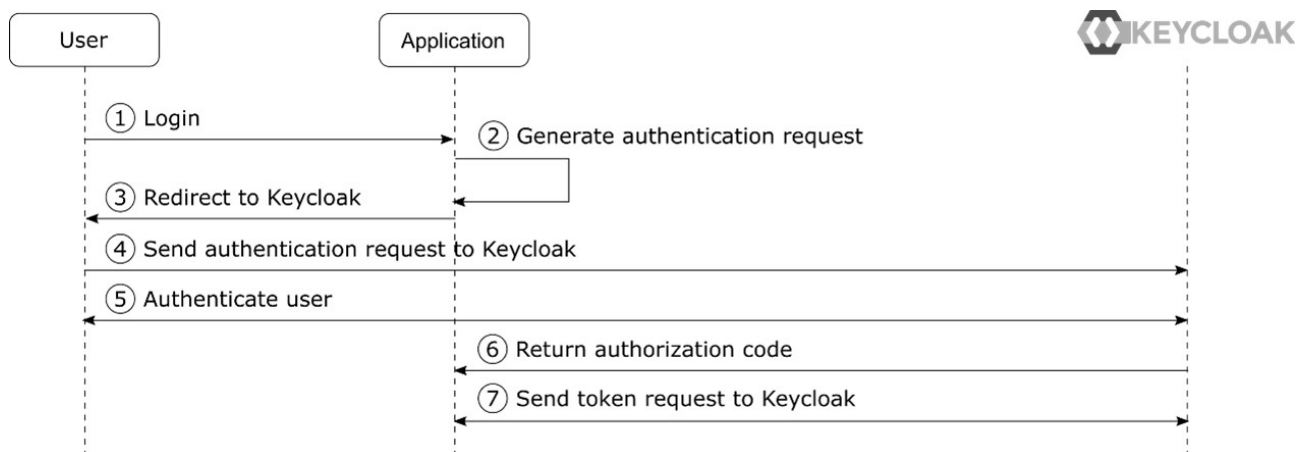 User
Application
KEYCLOAK
1 Login
2 Generate authentication request
3 Redirect to Keycloak
4 Send authentication request to Keycloak
5 Authenticate user
6 Return authorization code
7 Send token request to Keycloak